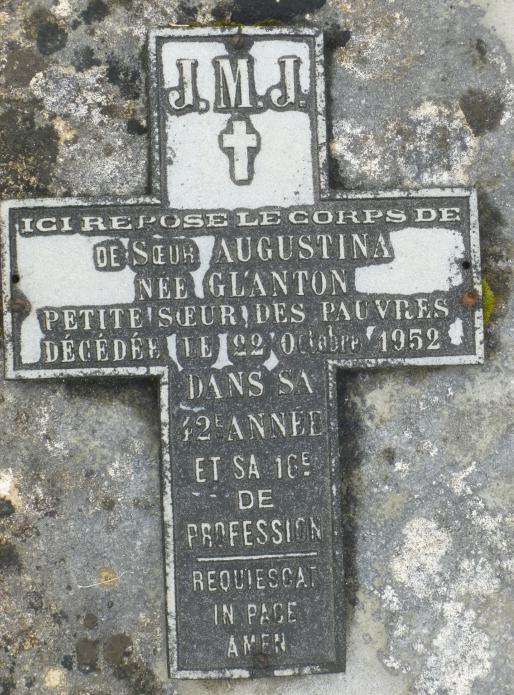 J.M.J.
ICI REPOSE LE CORPS DE
DE SŒUR AUGUSTINA
NEE GLANTON
PETITE SŒUR DES PAUVRES
DÉCÉDÉE LE 22 Octobre 1952
DANS SA
42E ANNÉE
ET SA 16E
DE
PROFESSION
REQUIESCAT
IN PACE
AMEN